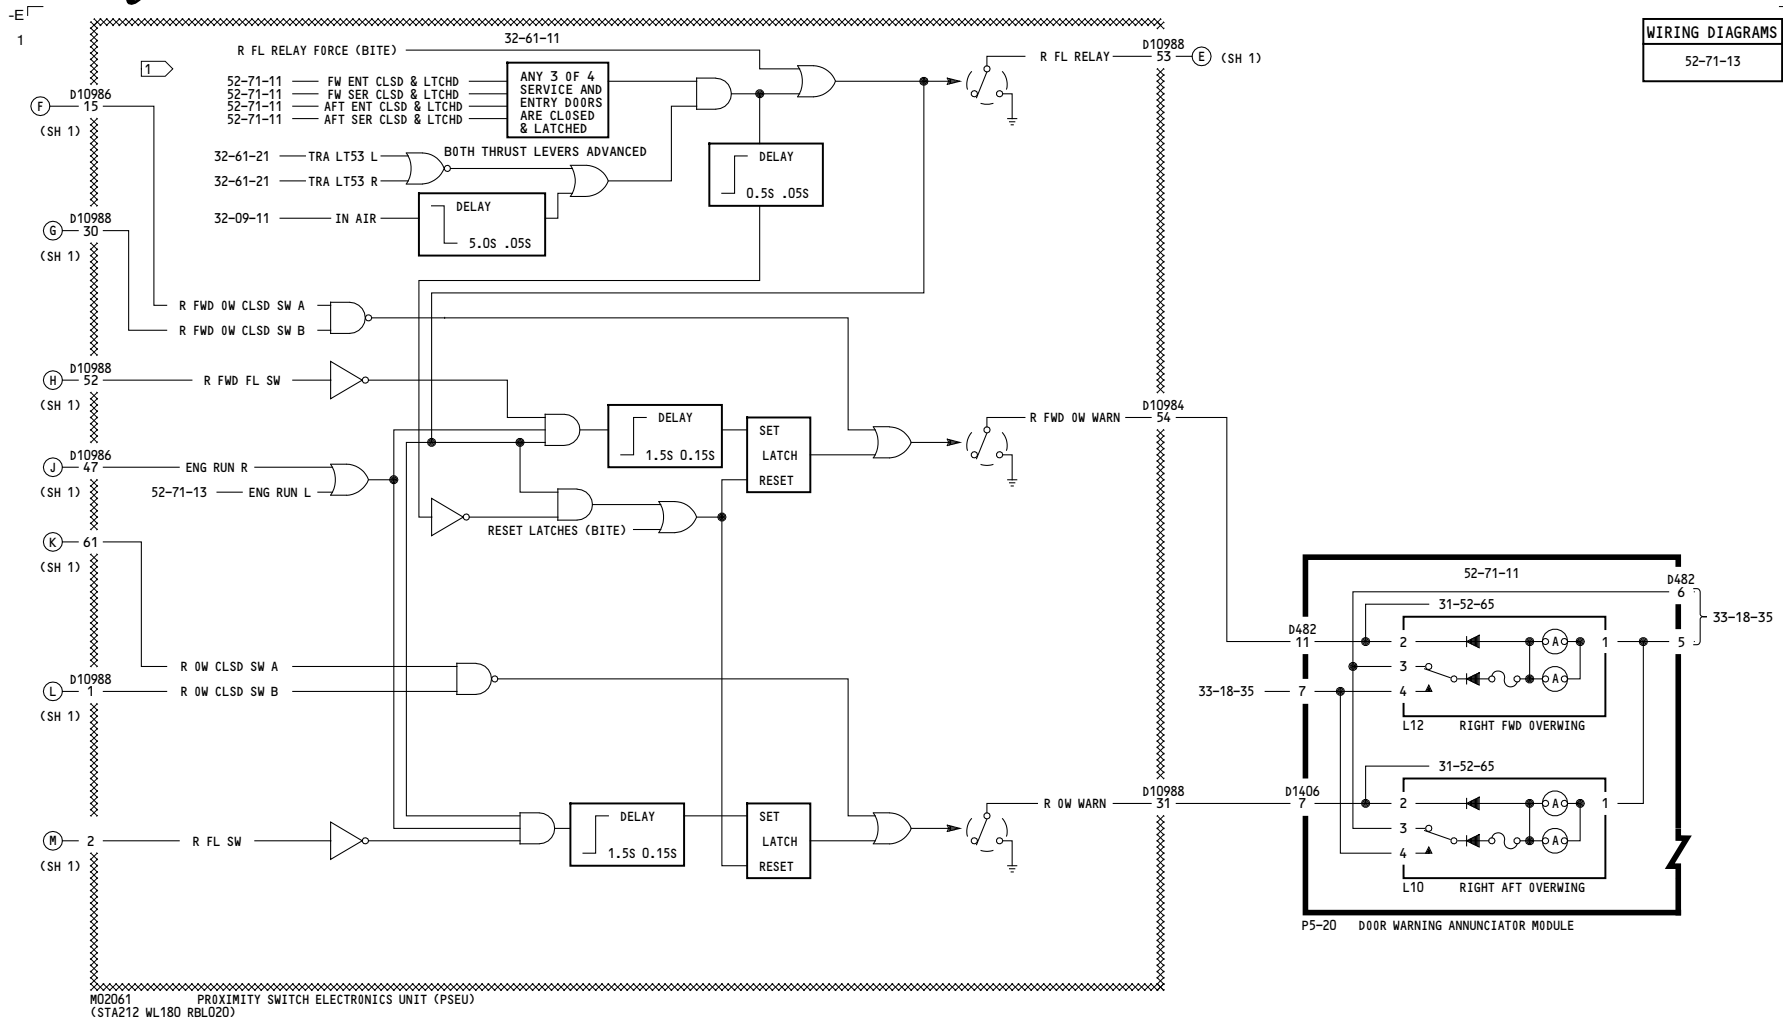 -E
1
WIRING DIAGRAMS
52-71-13
32-61-11
R FL RELAY FORCE (BITE)
1
52-71-11 FW ENT CLSD & LTCHD
52-71-11 FW SER CLSD & LTCHD
52-71-11 AFT ENT CLSD & LTCHD
52-71-11 AFT SER CLSD & LTCHD
ANY 3 OF 4
SERVICE AND
ENTRY DOORS
ARE CLOSED
& LATCHED
R FL RELAY
D10988
53
E (SH 1)
D10986
F 15
(SH 1)
BOTH THRUST LEVERS ADVANCED
32-61-21 TRA LT53 L
32-61-21 TRA LT53 R
32-09-11 IN AIR
DELAY
5.0S .05S
DELAY
0.5S .05S
D10988
G 30
(SH 1)
R FWD OW CLSD SW A
R FWD OW CLSD SW B
D10988
H 52
(SH 1)
R FWD FL SW
DELAY
1.5S 0.15S
SET
LATCH
RESET
R FWD OW WARN
D10984
54
D10986
J 47
(SH 1)
ENG RUN R
52-71-13 ENG RUN L
RESET LATCHES (BITE)
K 61
(SH 1)
R OW CLSD SW A
R OW CLSD SW B
D10988
L 1
(SH 1)
M 2
(SH 1)
R FL SW
DELAY
1.5S 0.15S
SET
LATCH
RESET
R OW WARN
D10988
31
52-71-11
D482
6
31-52-65
33-18-35
D482
11
2
A
1
5
3
A
33-18-35
7
4
L12 RIGHT FWD OVERWING
31-52-65
D1406
7
2
A
1
3
A
4
L10 RIGHT AFT OVERWING
P5-20 DOOR WARNING ANNUNCIATOR MODULE
M02061 PROXIMITY SWITCH ELECTRONICS UNIT (PSEU)
(STA212 WL180 RBL020)